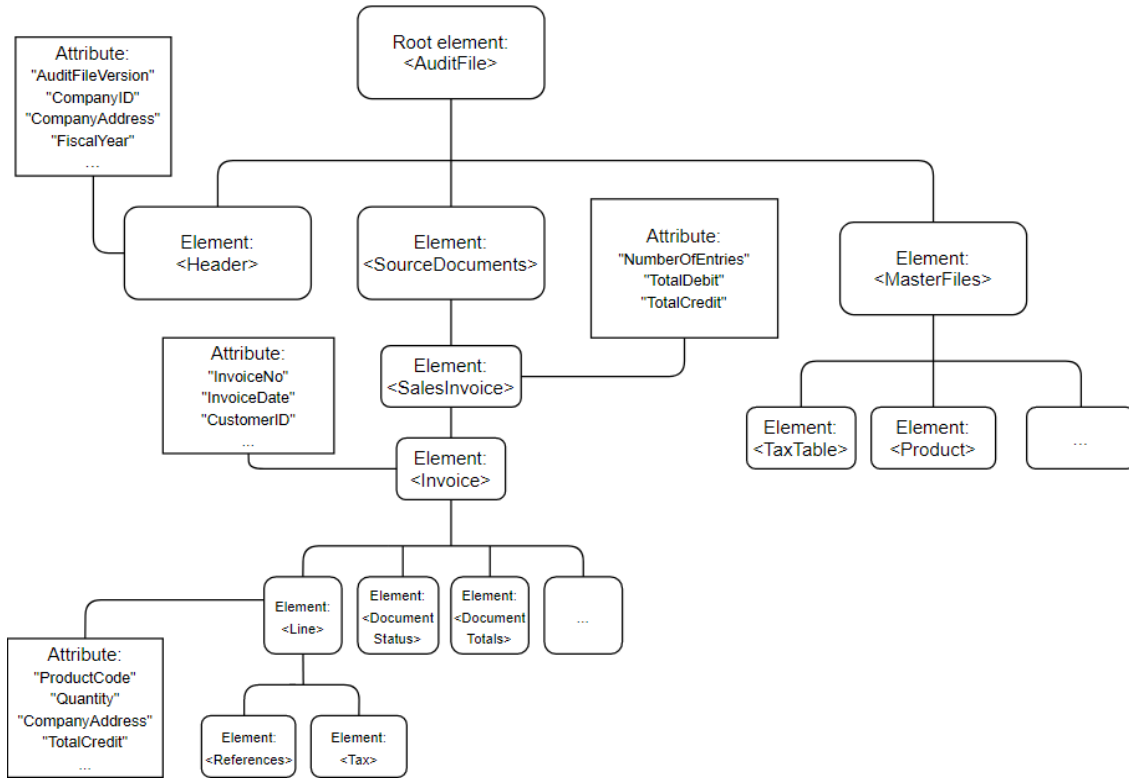 Root element:
<AuditFile>
Attribute:
"AuditFileVersion"
"CompanyID"
"CompanyAddress"
"FiscalYear"
...
Element:
<Header>
Element:
<SourceDocuments>
Attribute:
"NumberOfEntries"
"TotalDebit"
"TotalCredit"
Element:
<MasterFiles>
Attribute:
"InvoiceNo"
"InvoiceDate"
"CustomerID"
...
Element:
<SalesInvoice>
Element:
<TaxTable>
Element:
<Product>
...
Element:
<Invoice>
Element:
<Line>
Element:
<Document
Status>
Element:
<Document
Totals>
...
Attribute:
"ProductCode"
"Quantity"
"CompanyAddress"
"TotalCredit"
...
Element:
<References>
Element:
<Tax>